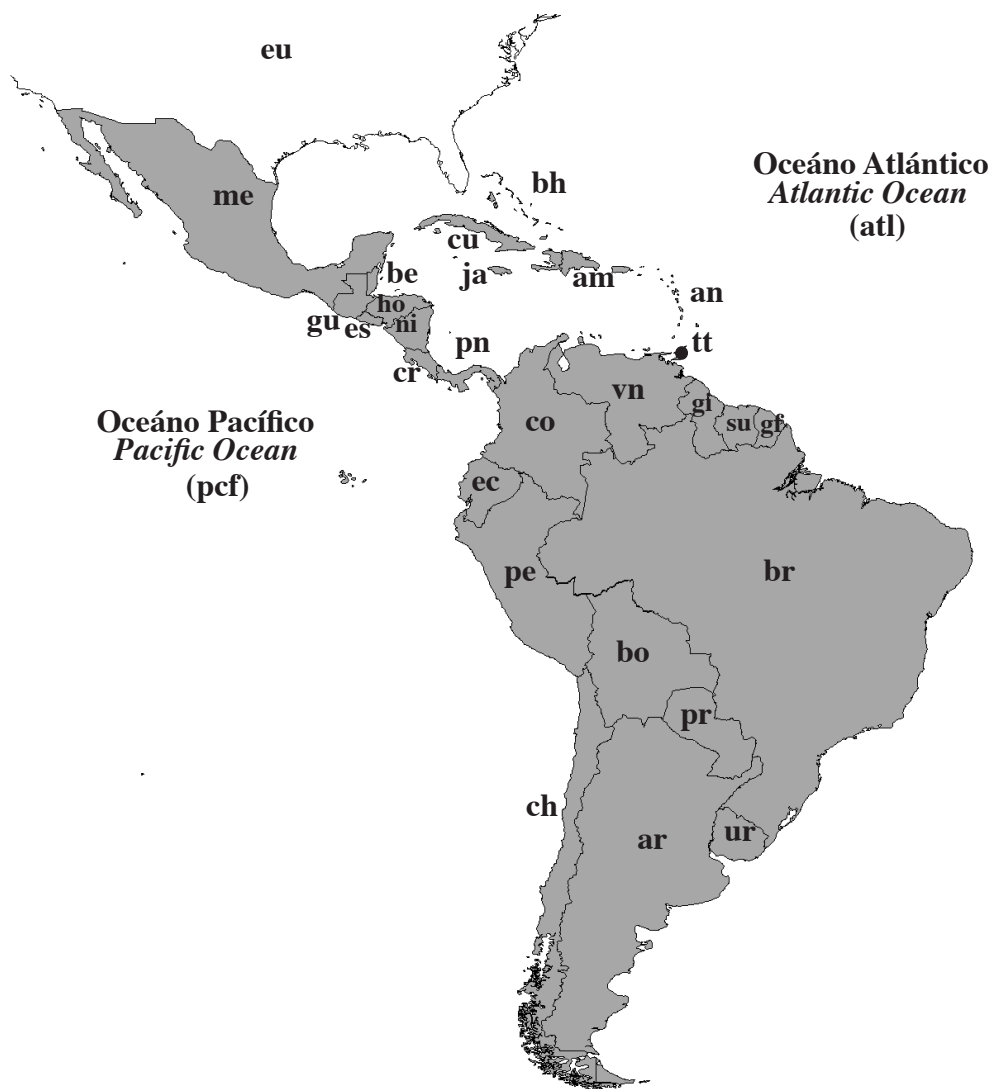 eu
bh
Oceáno Atlántico
Atlantic Ocean
(atl)
me
cu
be
ja
am
an
ho
gu
es
ni
pn
tt
cr
vn
gl
su
gf
co
Oceáno Pacífico
Pacific Ocean
(pcf)
ec
pe
br
bo
pr
ch
ur
ar